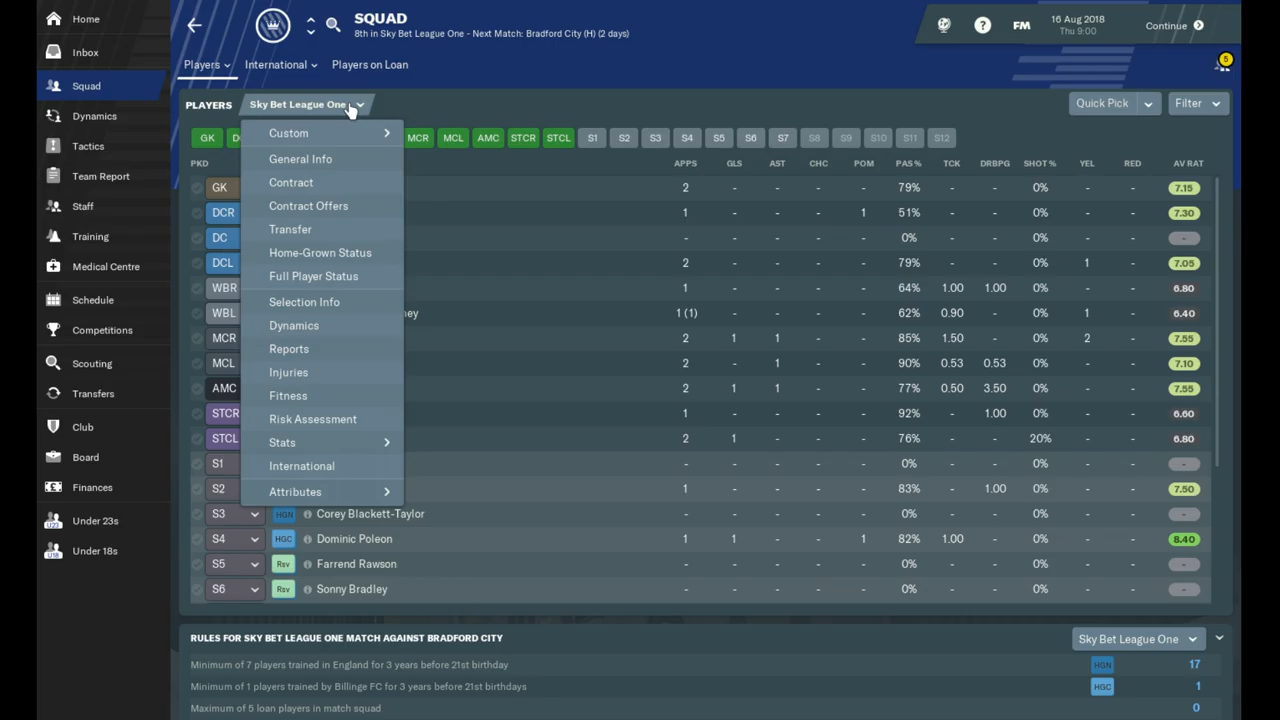 Home
Inbox
Squad
Dynamics
Tactics
Team Report
Staff
Training
Medical Centre
Schedule
Competitions
Scouting
Transfers
Club
Board
Finances
U23 Under 23s
U18 Under 18s
SQUAD
8th in Sky Bet League One - Next Match: Bradford City (H) (2 days)
? FM 16 Aug 2018 Continue
Thu 9:00
Players International Players on Loan 5
PLAYERS Sky Bet League One Quick Pick Filter
GK MCR MCL AMC STCR STCL S1 S2 S3 S4 S5 S6 S7 S8 S9 S10 S11 S12
Custom
General Info
Contract
Contract Offers
Transfer
Home-Grown Status
Full Player Status
Selection Info
Dynamics
Reports
Injuries
Fitness
Risk Assessment
Stats
International
Attributes
PKD APPS GLS AST CHC POM PAS % TCK DRBPG SHOT % YEL RED AV RAT
GK 2 - - - - 79% - - 0% - - 7.15
DCR 1 - - - 1 51% - - 0% - - 7.30
DC - - - - - 0% - - 0% - - -
DCL 2 - - - - 79% - - 0% 1 - 7.05
WBR 1 - - - - 64% 1.00 1.00 0% - - 6.80
WBL ey 1 (1) - - - - 62% 0.90 - 0% 1 - 6.40
MCR 2 1 1 - - 85% 1.50 - 0% 2 - 7.55
MCL 2 - 1 - - 90% 0.53 0.53 0% - - 7.10
AMC 2 1 1 - - 77% 0.50 3.50 0% - - 7.55
STCR 1 - - - - 92% - 1.00 0% - - 6.60
STCL 2 1 - - - 76% - - 20% - - 6.80
S1 - - - - - 0% - - 0% - - -
S2 1 - - - - 83% - 1.00 0% - - 7.50
S3 HGN Corey Blackett-Taylor - - - - - 0% - - 0% - - -
S4 HGC Dominic Poleon 1 1 - - 1 82% 1.00 - 0% - - 8.40
S5 Rsv Farrend Rawson - - - - - 0% - - 0% - - -
S6 Rsv Sonny Bradley - - - - - 0% - - 0% - - -
RULES FOR SKY BET LEAGUE ONE MATCH AGAINST BRADFORD CITY Sky Bet League One
Minimum of 7 players trained in England for 3 years before 21st birthday HGN 17
Minimum of 1 players trained by Billinge FC for 3 years before 21st birthdays HGC 1
Maximum of 5 loan players in match squad 0